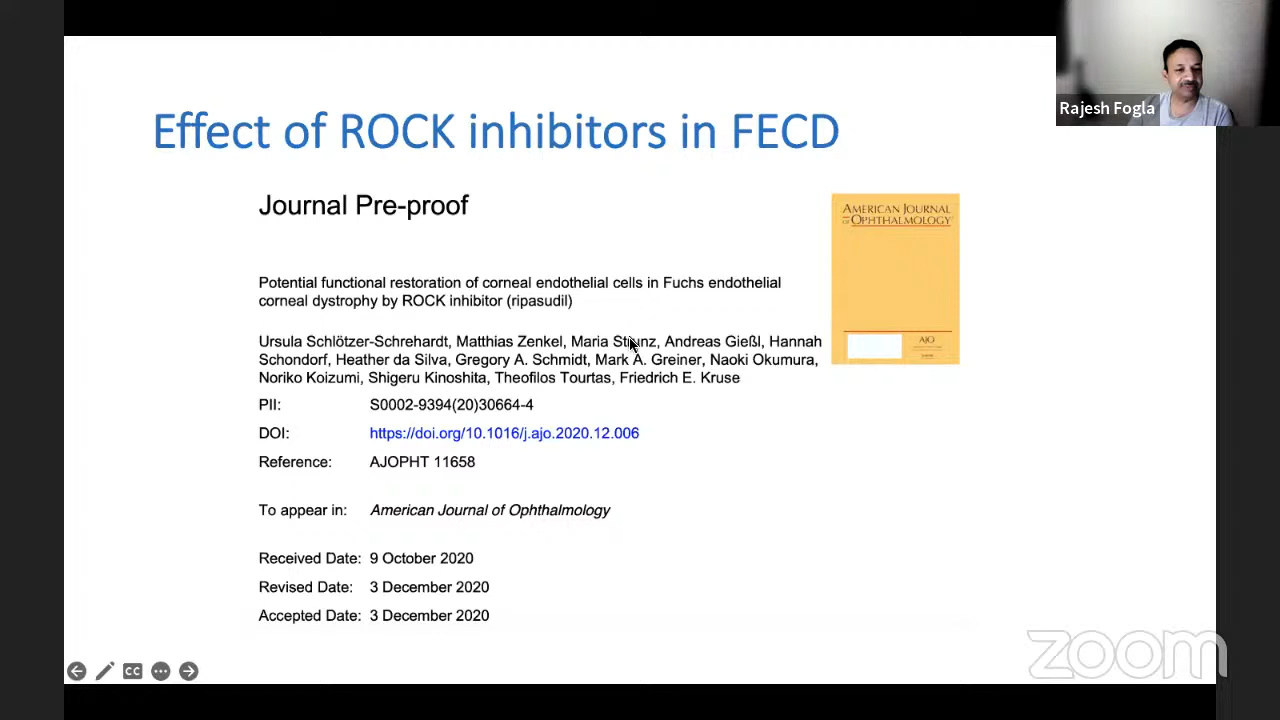 Rajesh Fogla
Effect of ROCK inhibitors in FECD
Journal Pre-proof
AMERICAN JOURNAL
OF OPHTHALMOLOGY
Potential functional restoration of corneal endothelial cells in Fuchs endothelial
corneal dystrophy by ROCK inhibitor (ripasudil)
Ursula Schlötzer-Schrehardt, Matthias Zenkel, Maria Andreas Gießl, Hannah
Schondorf, Heather da Silva, Gregory A. Schmidt, Mark A. Greiner, Naoki Okumura,
Noriko Koizumi, Shigeru Kinoshita, Theofilos Tourtas, Friedrich E. Kruse
AJO
PII: S0002-9394(20)30664-4
DOI: https://doi.org/10.1016/j.ajo.2020.12.006
Reference: AJOPHT 11658
To appear in: American Journal of Ophthalmology
Received Date: 9 October 2020
Revised Date: 3 December 2020
Accepted Date: 3 December 2020
CC
zoom